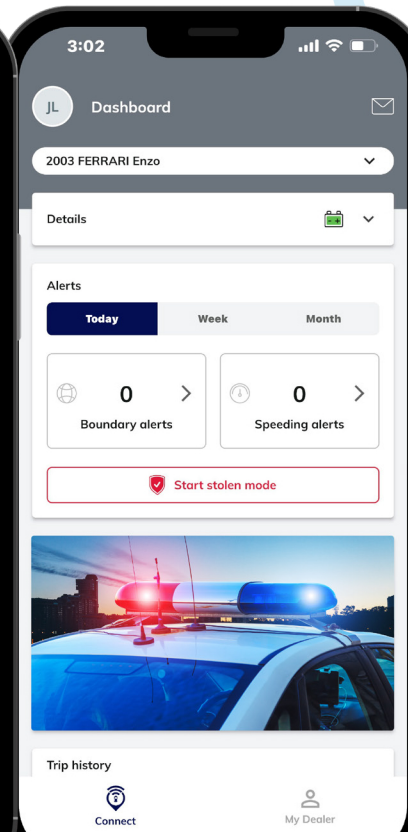 3:02
JL Dashboard
2003 FERRARI Enzo
Details
Alerts
Today Week Month
0 0
Boundary alerts Speeding alerts
Start stolen mode
Trip history
Connect My Dealer